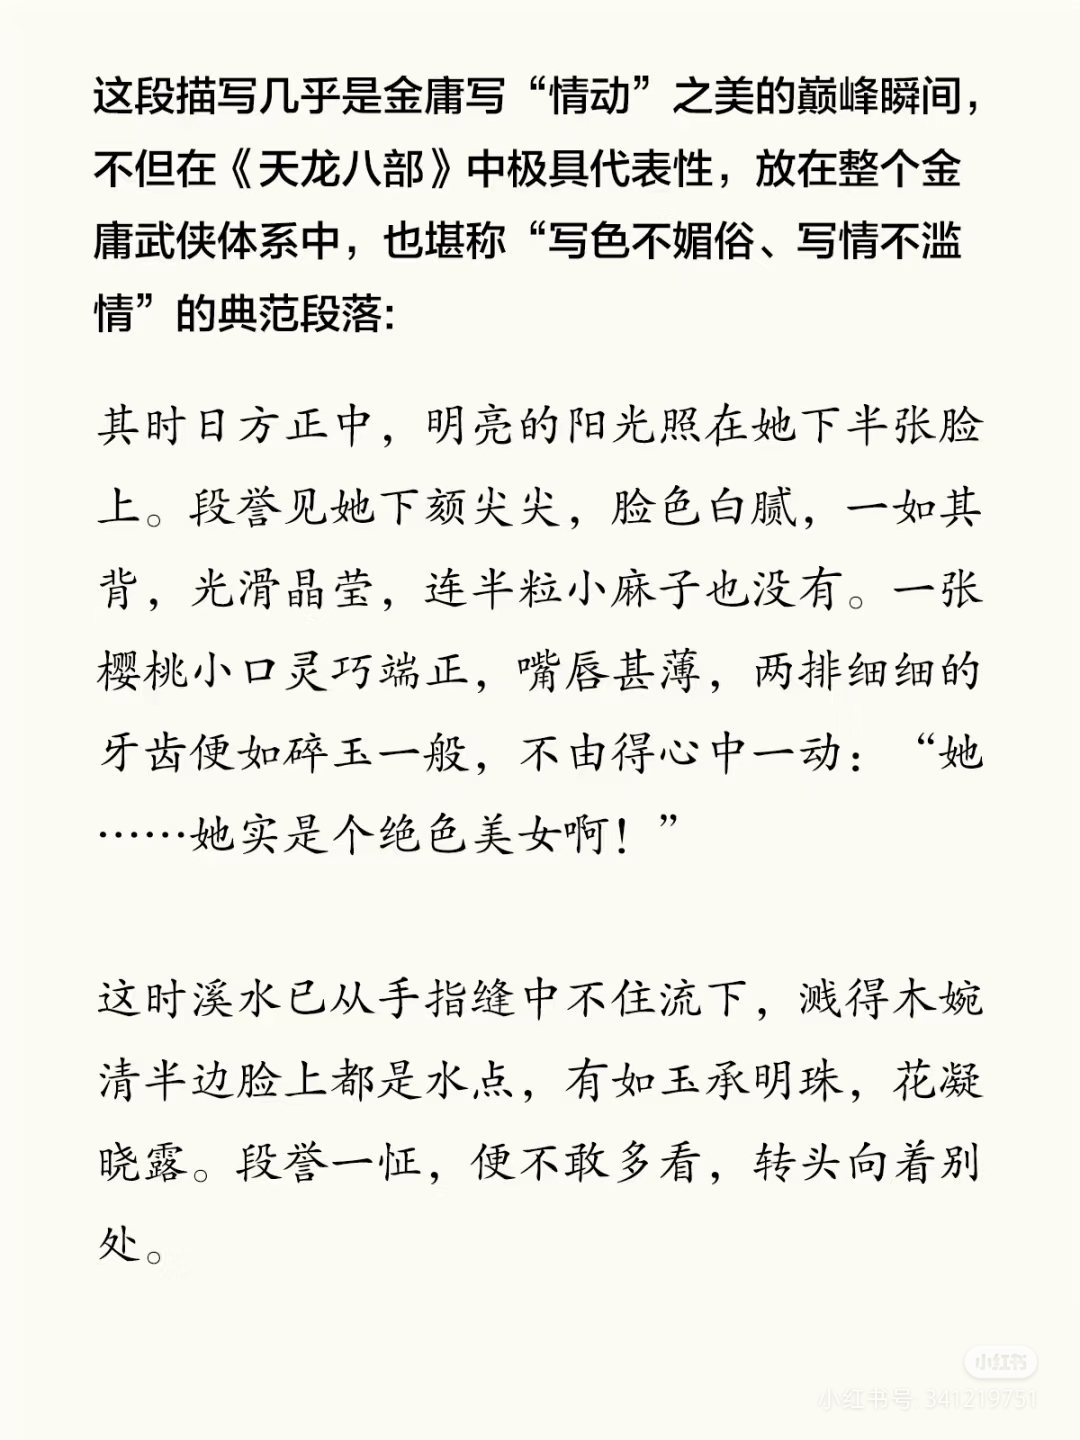 这段描写几乎是金庸写“情动”之美的巅峰瞬间，
不但在《天龙八部》中极具代表性，放在整个金
庸武侠体系中，也堪称“写色不媚俗、写情不滥
情”的典范段落:
其时日方正中，明亮的阳光照在她下半张脸
上。段誉见她下颏尖尖，脸色白腻，一如其
背，光滑晶莹，连半粒小麻子也没有。一张
樱桃小口灵巧端正，嘴唇甚薄，两排细细的
牙齿便如碎玉一般，不由得心中一动：“她
……她实是个绝色美女啊！”
这时溪水已从手指缝中不住流下，溅得木婉
清半边脸上都是水点，有如玉承明珠，花凝
晓露。段誉一怔，便不敢多看，转头向着别
处。
小红书
小红书号: 341219751